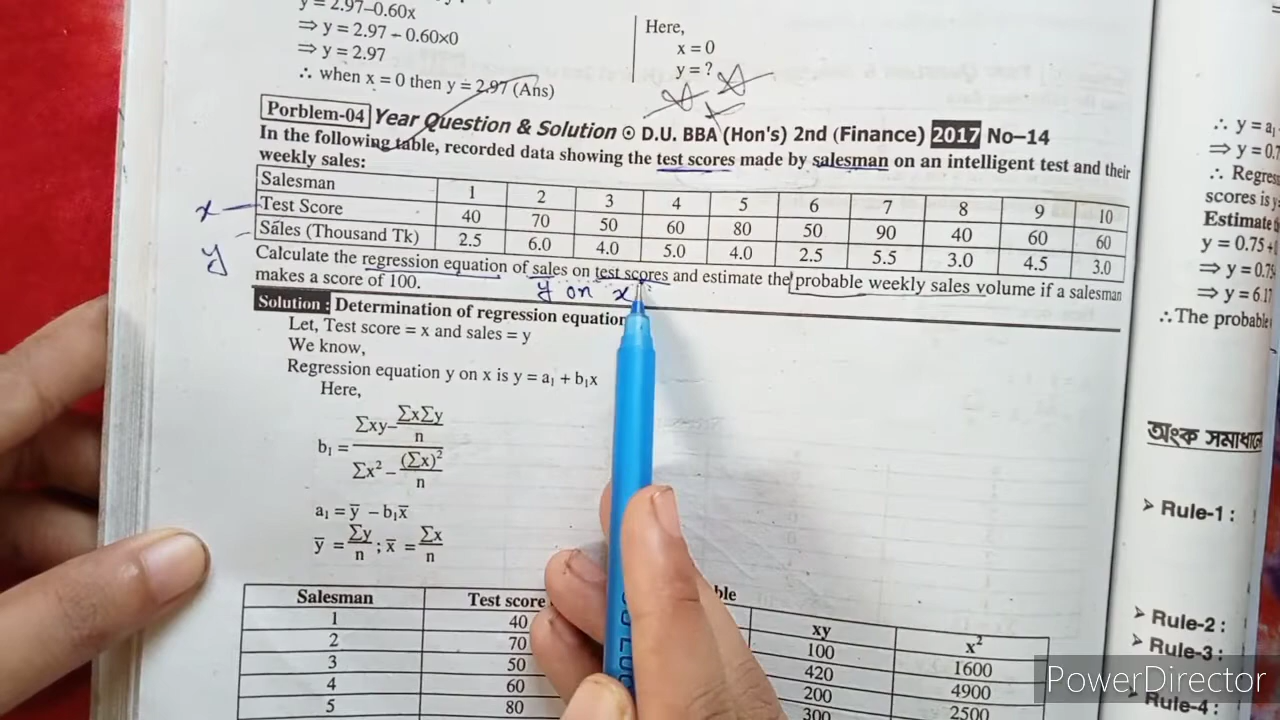 y = 2.97–0.60x
⇒ y = 2.97 – 0.60×0
⇒ y = 2.97
∴ when x = 0 then y = 2.97 (Ans)
Here,
x = 0
y = ?
Porblem-04 Year Question & Solution ⊙ D.U. BBA (Hon's) 2nd (Finance) 2017 No–14
In the following table, recorded data showing the test scores made by salesman on an intelligent test and their
weekly sales:
Salesman 1 2 3 4 5 6 7 8 9 10
x Test Score 40 70 50 60 80 50 90 40 60 60
y Sales (Thousand Tk) 2.5 6.0 4.0 5.0 4.0 2.5 5.5 3.0 4.5 3.0
Calculate the regression equation of sales on test scores and estimate the probable weekly sales volume if a salesman
makes a score of 100.
y on x
Solution : Determination of regression equation
Let, Test score = x and sales = y
We know,
Regression equation y on x is y = a₁ + b₁x
Here,
b₁ = (∑xy – (∑x∑y)/n) / (∑x² – (∑x)²/n)
a₁ = y̅ – b₁x̅
y̅ = ∑y/n ; x̅ = ∑x/n
ble
Salesman Test score xy x²
1 40 100 1600
2 70 420 4900
3 50 200 2500
4 60 300
5 80
∴ y = a₁
⇒ y = 0.7
∴ Regress
scores is y
Estimate
y = 0.75 +
⇒ y = 0.75
⇒ y = 6.17
∴ The probable
অংক সমাধানে
➤ Rule-1 :
➤ Rule-2 :
➤ Rule-3 :
➤ Rule-4 :
PowerDirector